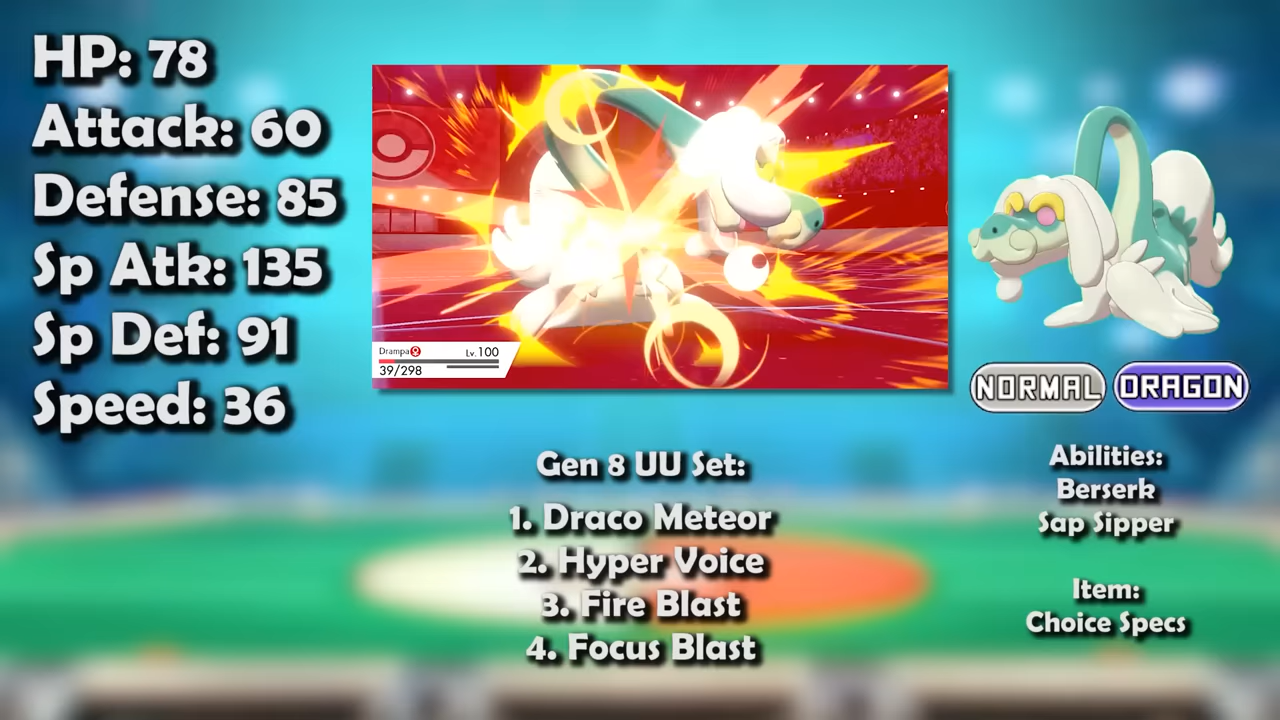 HP: 78
Attack: 60
Defense: 85
Sp Atk: 135
Sp Def: 91
Speed: 36
Drampa
Lv. 100
39/298
NORMAL DRAGON
Gen 8 UU Set:
1. Draco Meteor
2. Hyper Voice
3. Fire Blast
4. Focus Blast
Abilities:
Berserk
Sap Sipper
Item:
Choice Specs